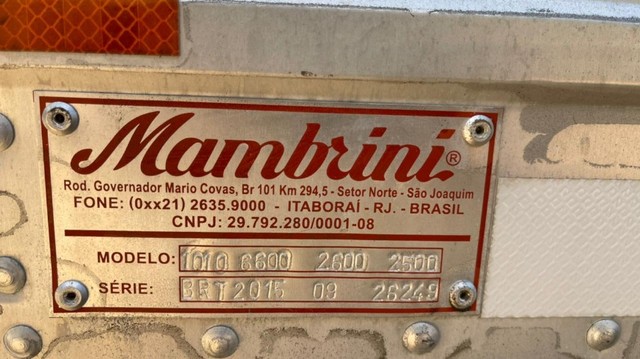 Mambrini®
Rod. Governador Mario Covas, Br 101 Km 294,5 - Setor Norte - São Joaquim
FONE: (0xx21) 2635.9000 - ITABORAÍ - RJ. - BRASIL
CNPJ: 29.792.280/0001-08
MODELO: 1010 6600 2600 2500
SÉRIE: BRT2015 09 26249